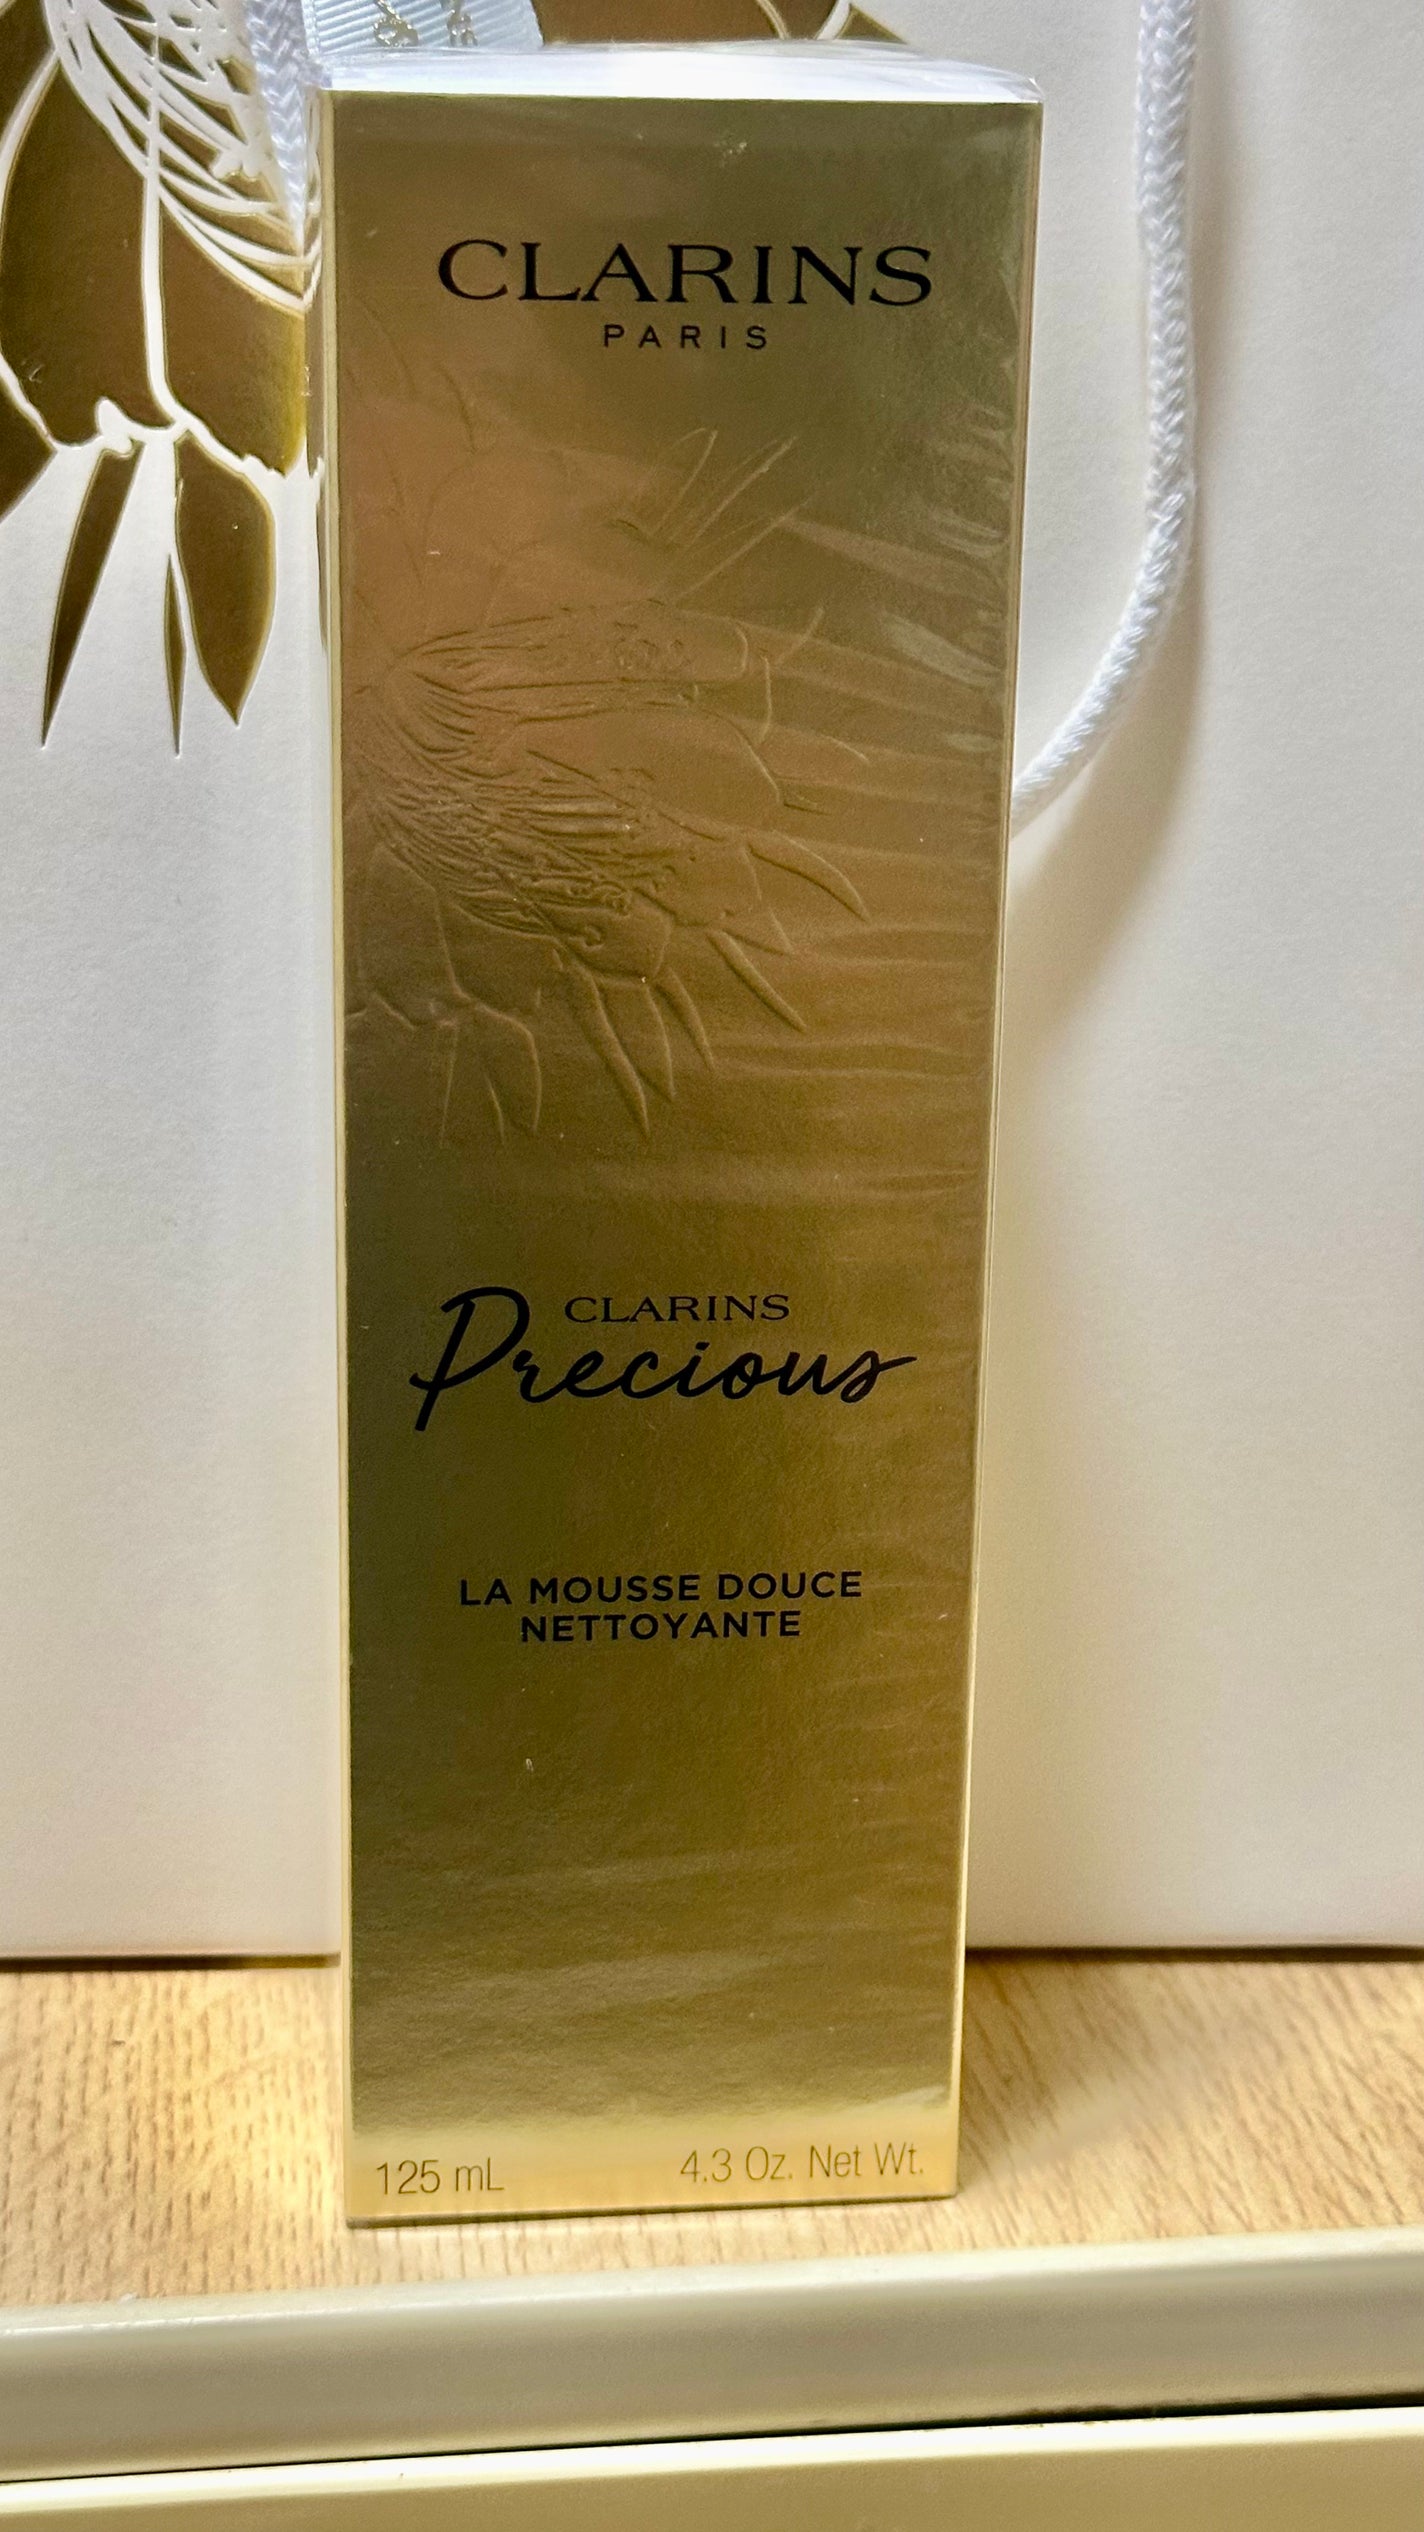 CLARINS
PARIS
CLARINS
Precious
LA MOUSSE DOUCE
NETTOYANTE
125 mL 4.3 Oz. Net Wt.